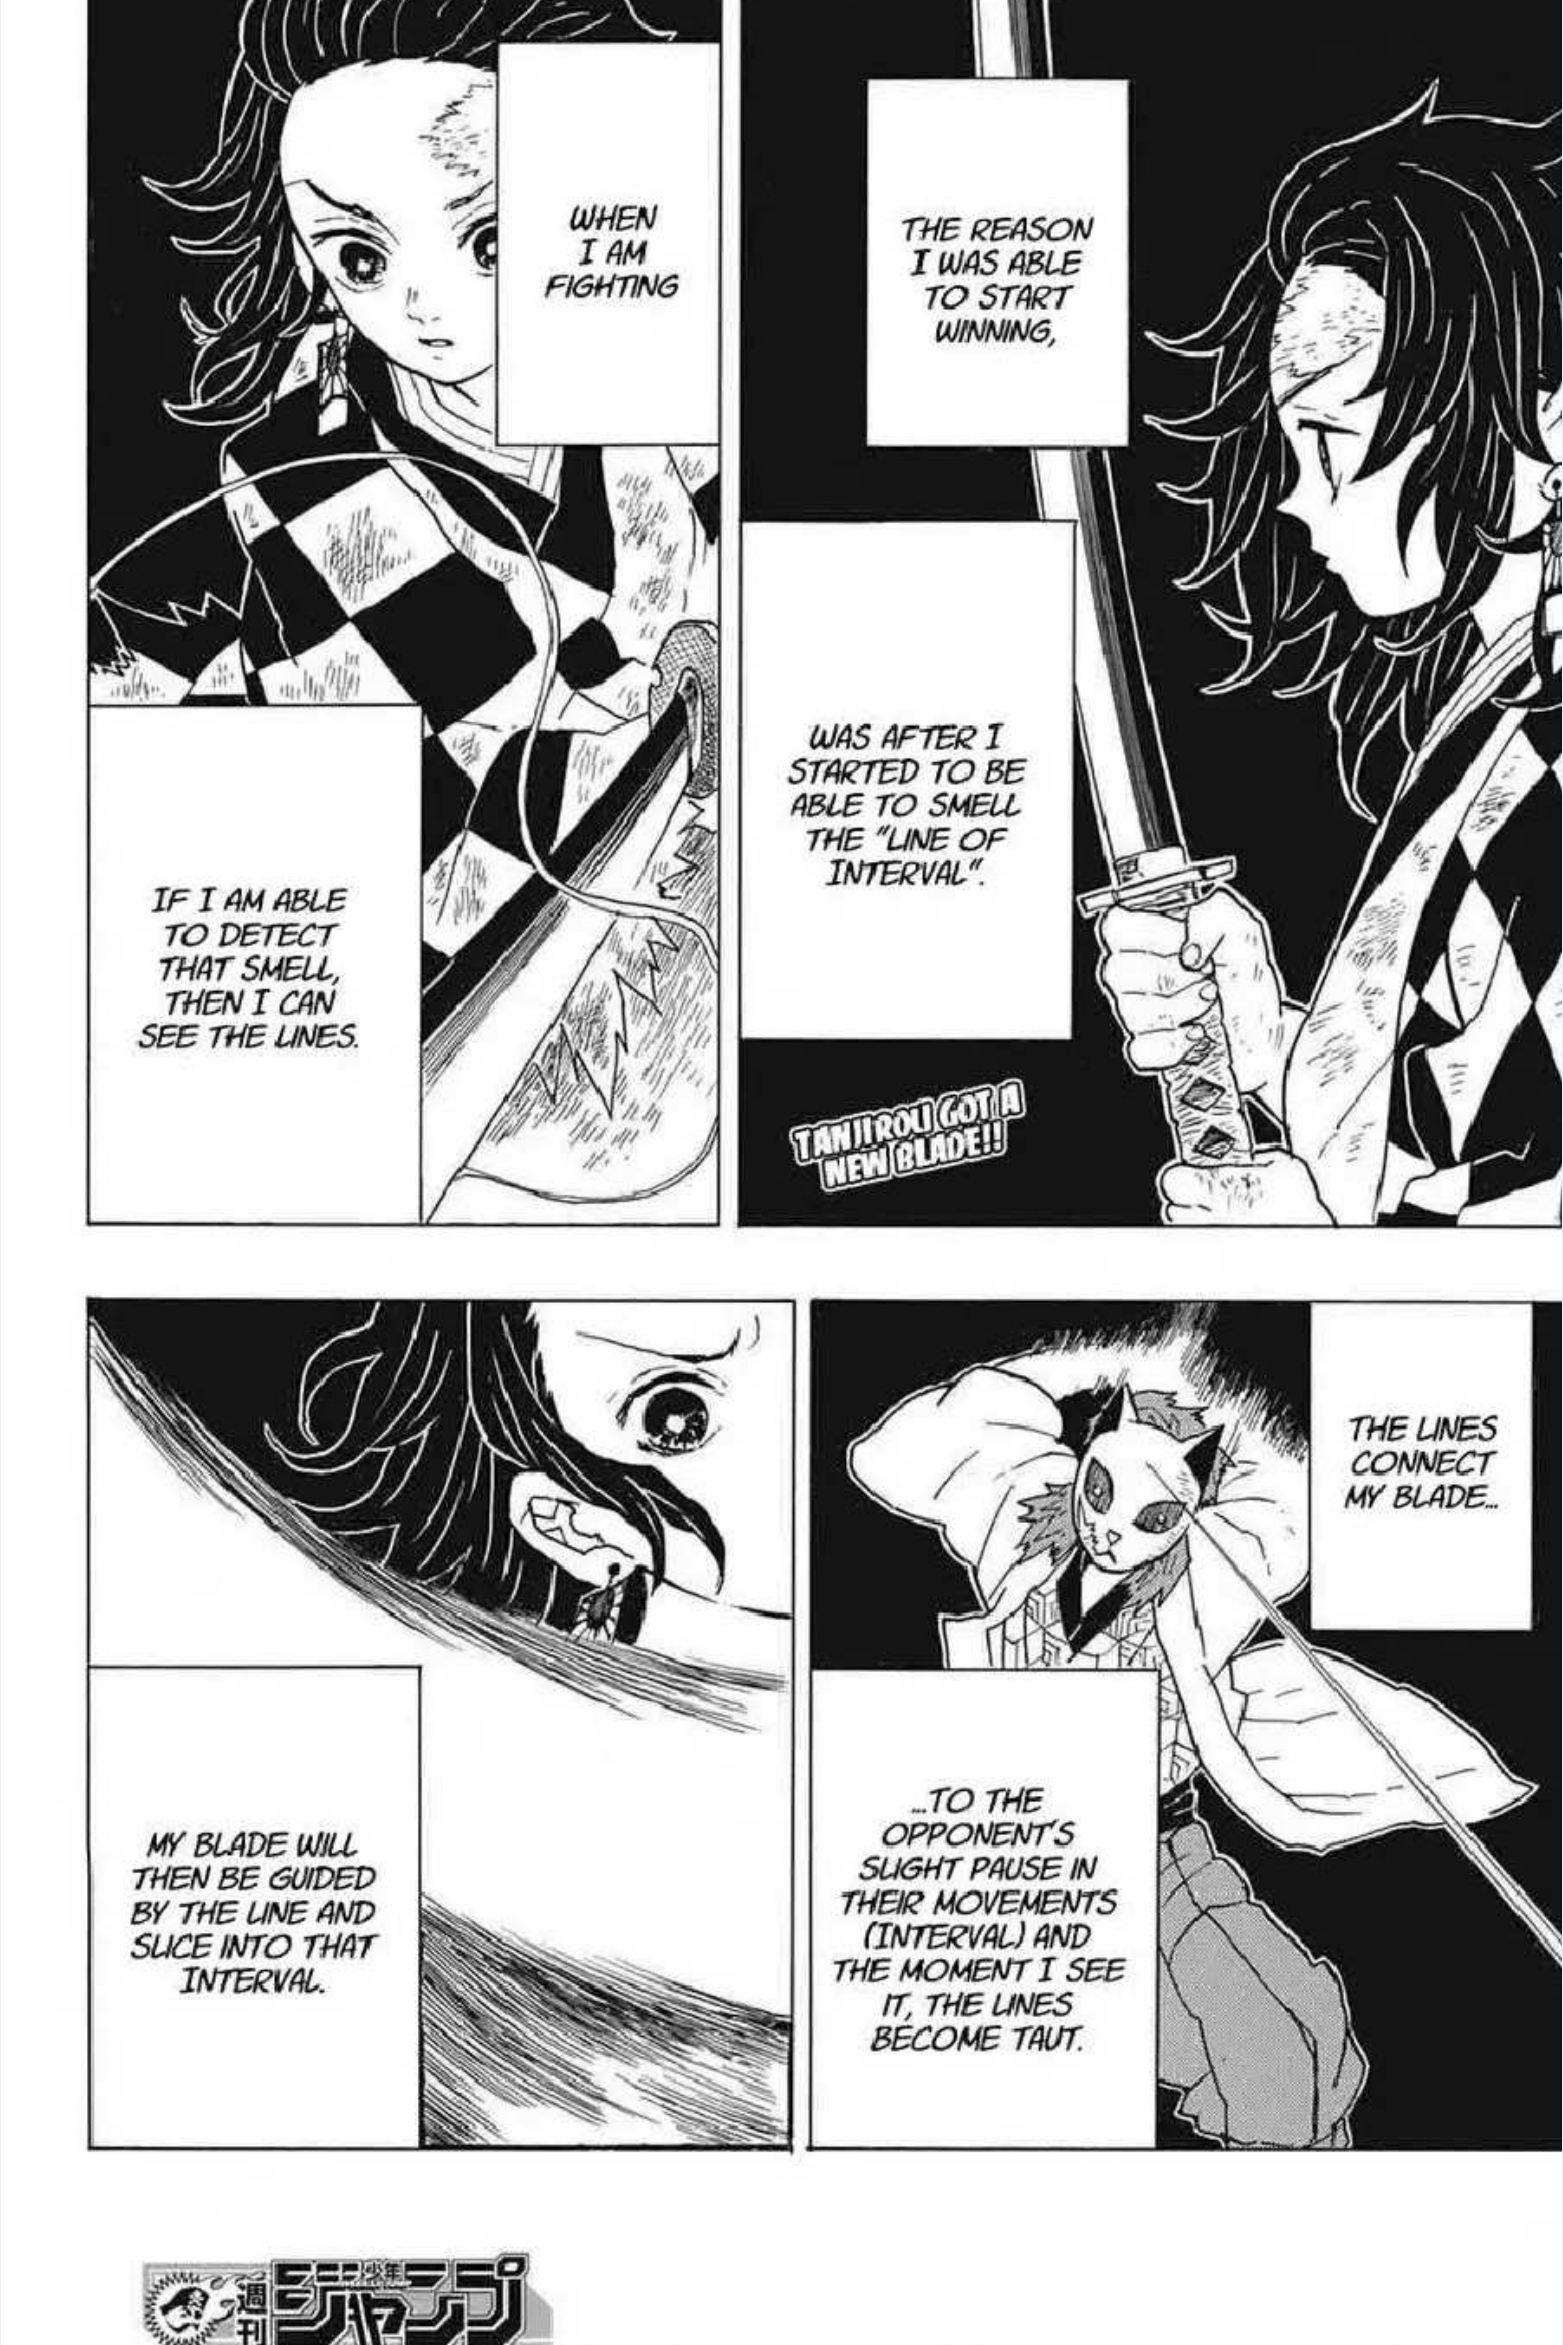 THE REASON
I WAS ABLE
TO START
WINNING,
WAS AFTER I
STARTED TO BE
ABLE TO SMELL
THE "LINE OF
INTERVAL".
TANJIROU GOT A
NEW BLADE!!
WHEN
I AM
FIGHTING
IF I AM ABLE
TO DETECT
THAT SMELL,
THEN I CAN
SEE THE LINES.
THE LINES
CONNECT
MY BLADE...
...TO THE
OPPONENT'S
SLIGHT PAUSE IN
THEIR MOVEMENTS
(INTERVAL) AND
THE MOMENT I SEE
IT, THE LINES
BECOME TAUT.
MY BLADE WILL
THEN BE GUIDED
BY THE LINE AND
SLICE INTO THAT
INTERVAL.
週刊
少年
ジャンプ